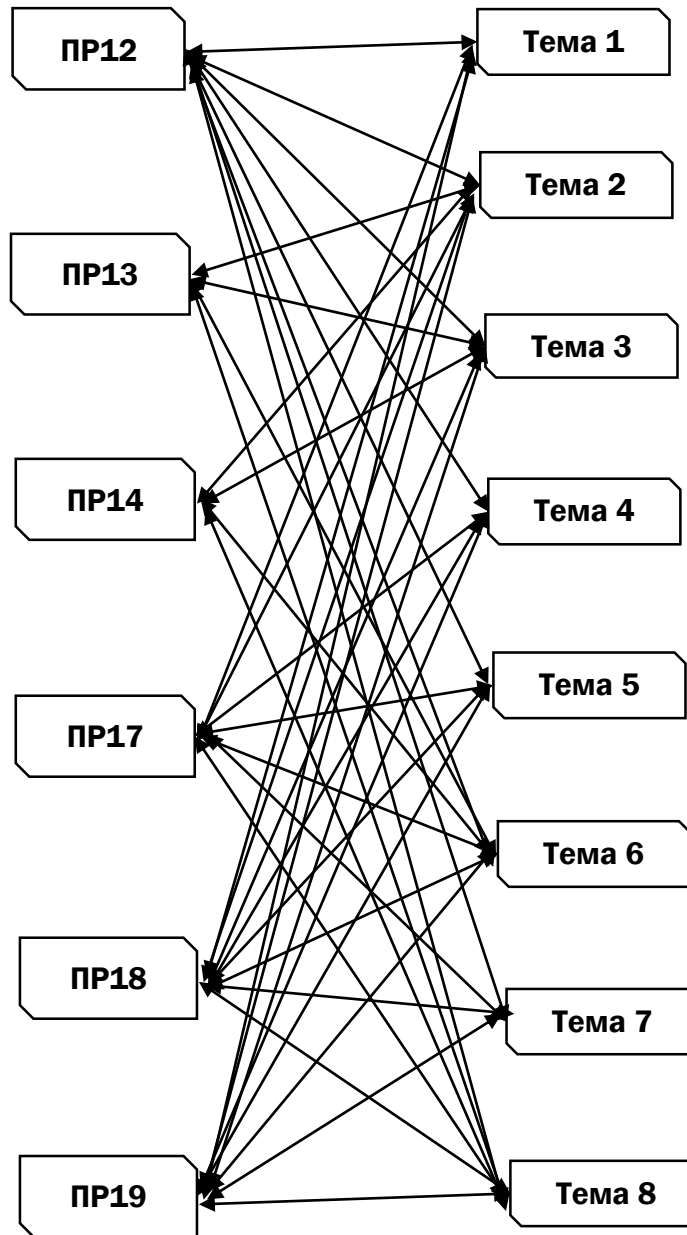 ПР12
Тема 1
Тема 2
ПР13
Тема 3
ПР14
Тема 4
Тема 5
ПР17
Тема 6
ПР18
Тема 7
ПР19
Тема 8